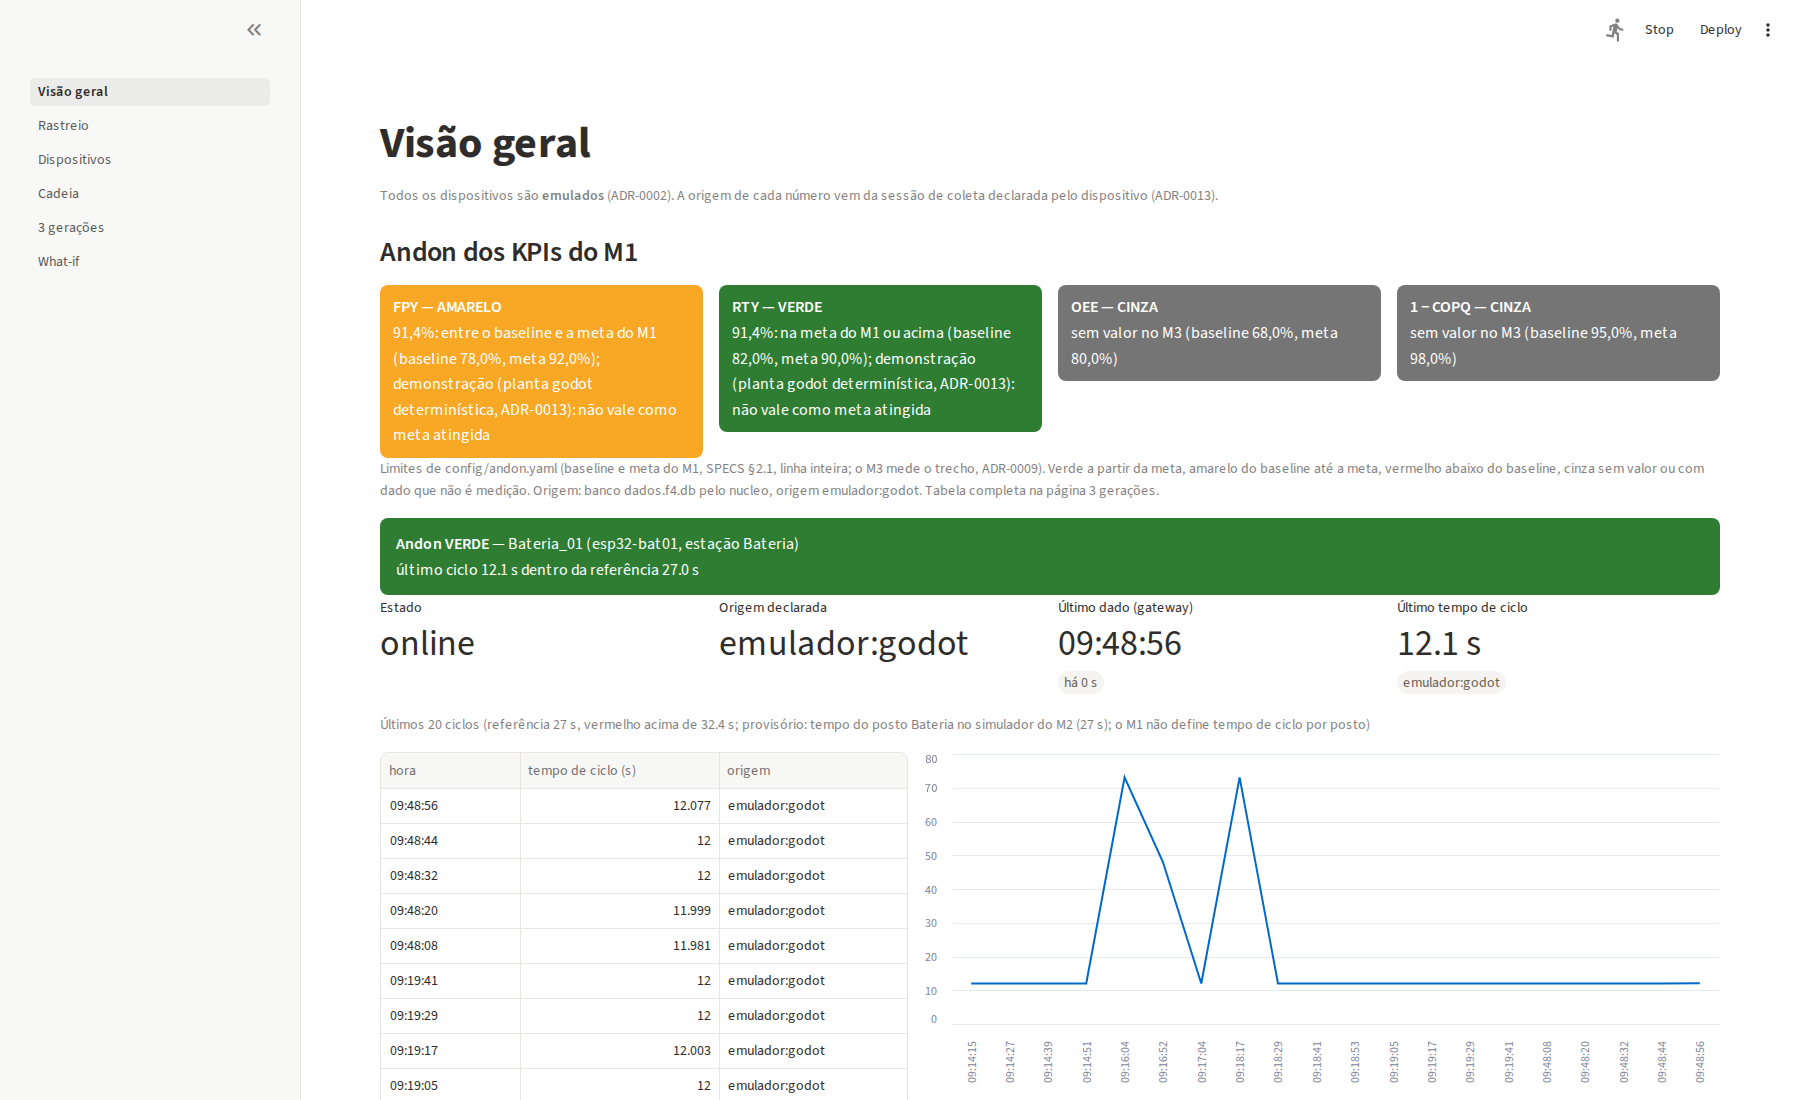 Stop
Deploy
Visão geral
Rastreio
Dispositivos
Cadeia
3 gerações
What-if
Visão geral
Todos os dispositivos são emulados (ADR-0002). A origem de cada número vem da sessão de coleta declarada pelo dispositivo (ADR-0013).
Andon dos KPIs do M1
FPY — AMARELO
91,4%: entre o baseline e a meta do M1
(baseline 78,0%, meta 92,0%);
demonstração (planta godot
determinística, ADR-0013): não vale como
meta atingida
RTY — VERDE
91,4%: na meta do M1 ou acima (baseline
82,0%, meta 90,0%); demonstração
(planta godot determinística, ADR-0013):
não vale como meta atingida
OEE — CINZA
sem valor no M3 (baseline 68,0%, meta
80,0%)
1 − COPQ — CINZA
sem valor no M3 (baseline 95,0%, meta
98,0%)
Limites de config/andon.yaml (baseline e meta do M1, SPECS §2.1, linha inteira; o M3 mede o trecho, ADR-0009). Verde a partir da meta, amarelo do baseline até a meta, vermelho abaixo do baseline, cinza sem valor ou com
dado que não é medição. Origem: banco dados.f4.db pelo nucleo, origem emulador:godot. Tabela completa na página 3 gerações.
Andon VERDE — Bateria_01 (esp32-bat01, estação Bateria)
último ciclo 12.1 s dentro da referência 27.0 s
Estado
online
Origem declarada
emulador:godot
Último dado (gateway)
09:48:56
há 0 s
Último tempo de ciclo
12.1 s
emulador:godot
Últimos 20 ciclos (referência 27 s, vermelho acima de 32.4 s; provisório: tempo do posto Bateria no simulador do M2 (27 s); o M1 não define tempo de ciclo por posto)
hora tempo de ciclo (s) origem
09:48:56 12.077 emulador:godot
09:48:44 12 emulador:godot
09:48:32 12 emulador:godot
09:48:20 11.999 emulador:godot
09:48:08 11.981 emulador:godot
09:19:41 12 emulador:godot
09:19:29 12 emulador:godot
09:19:17 12.003 emulador:godot
09:19:05 12 emulador:godot
80
70
60
50
40
30
20
10
0
09:14:15
09:14:27
09:14:39
09:14:51
09:16:04
09:16:52
09:17:04
09:18:17
09:18:29
09:18:41
09:18:53
09:19:05
09:19:17
09:19:29
09:19:41
09:48:08
09:48:20
09:48:32
09:48:44
09:48:56